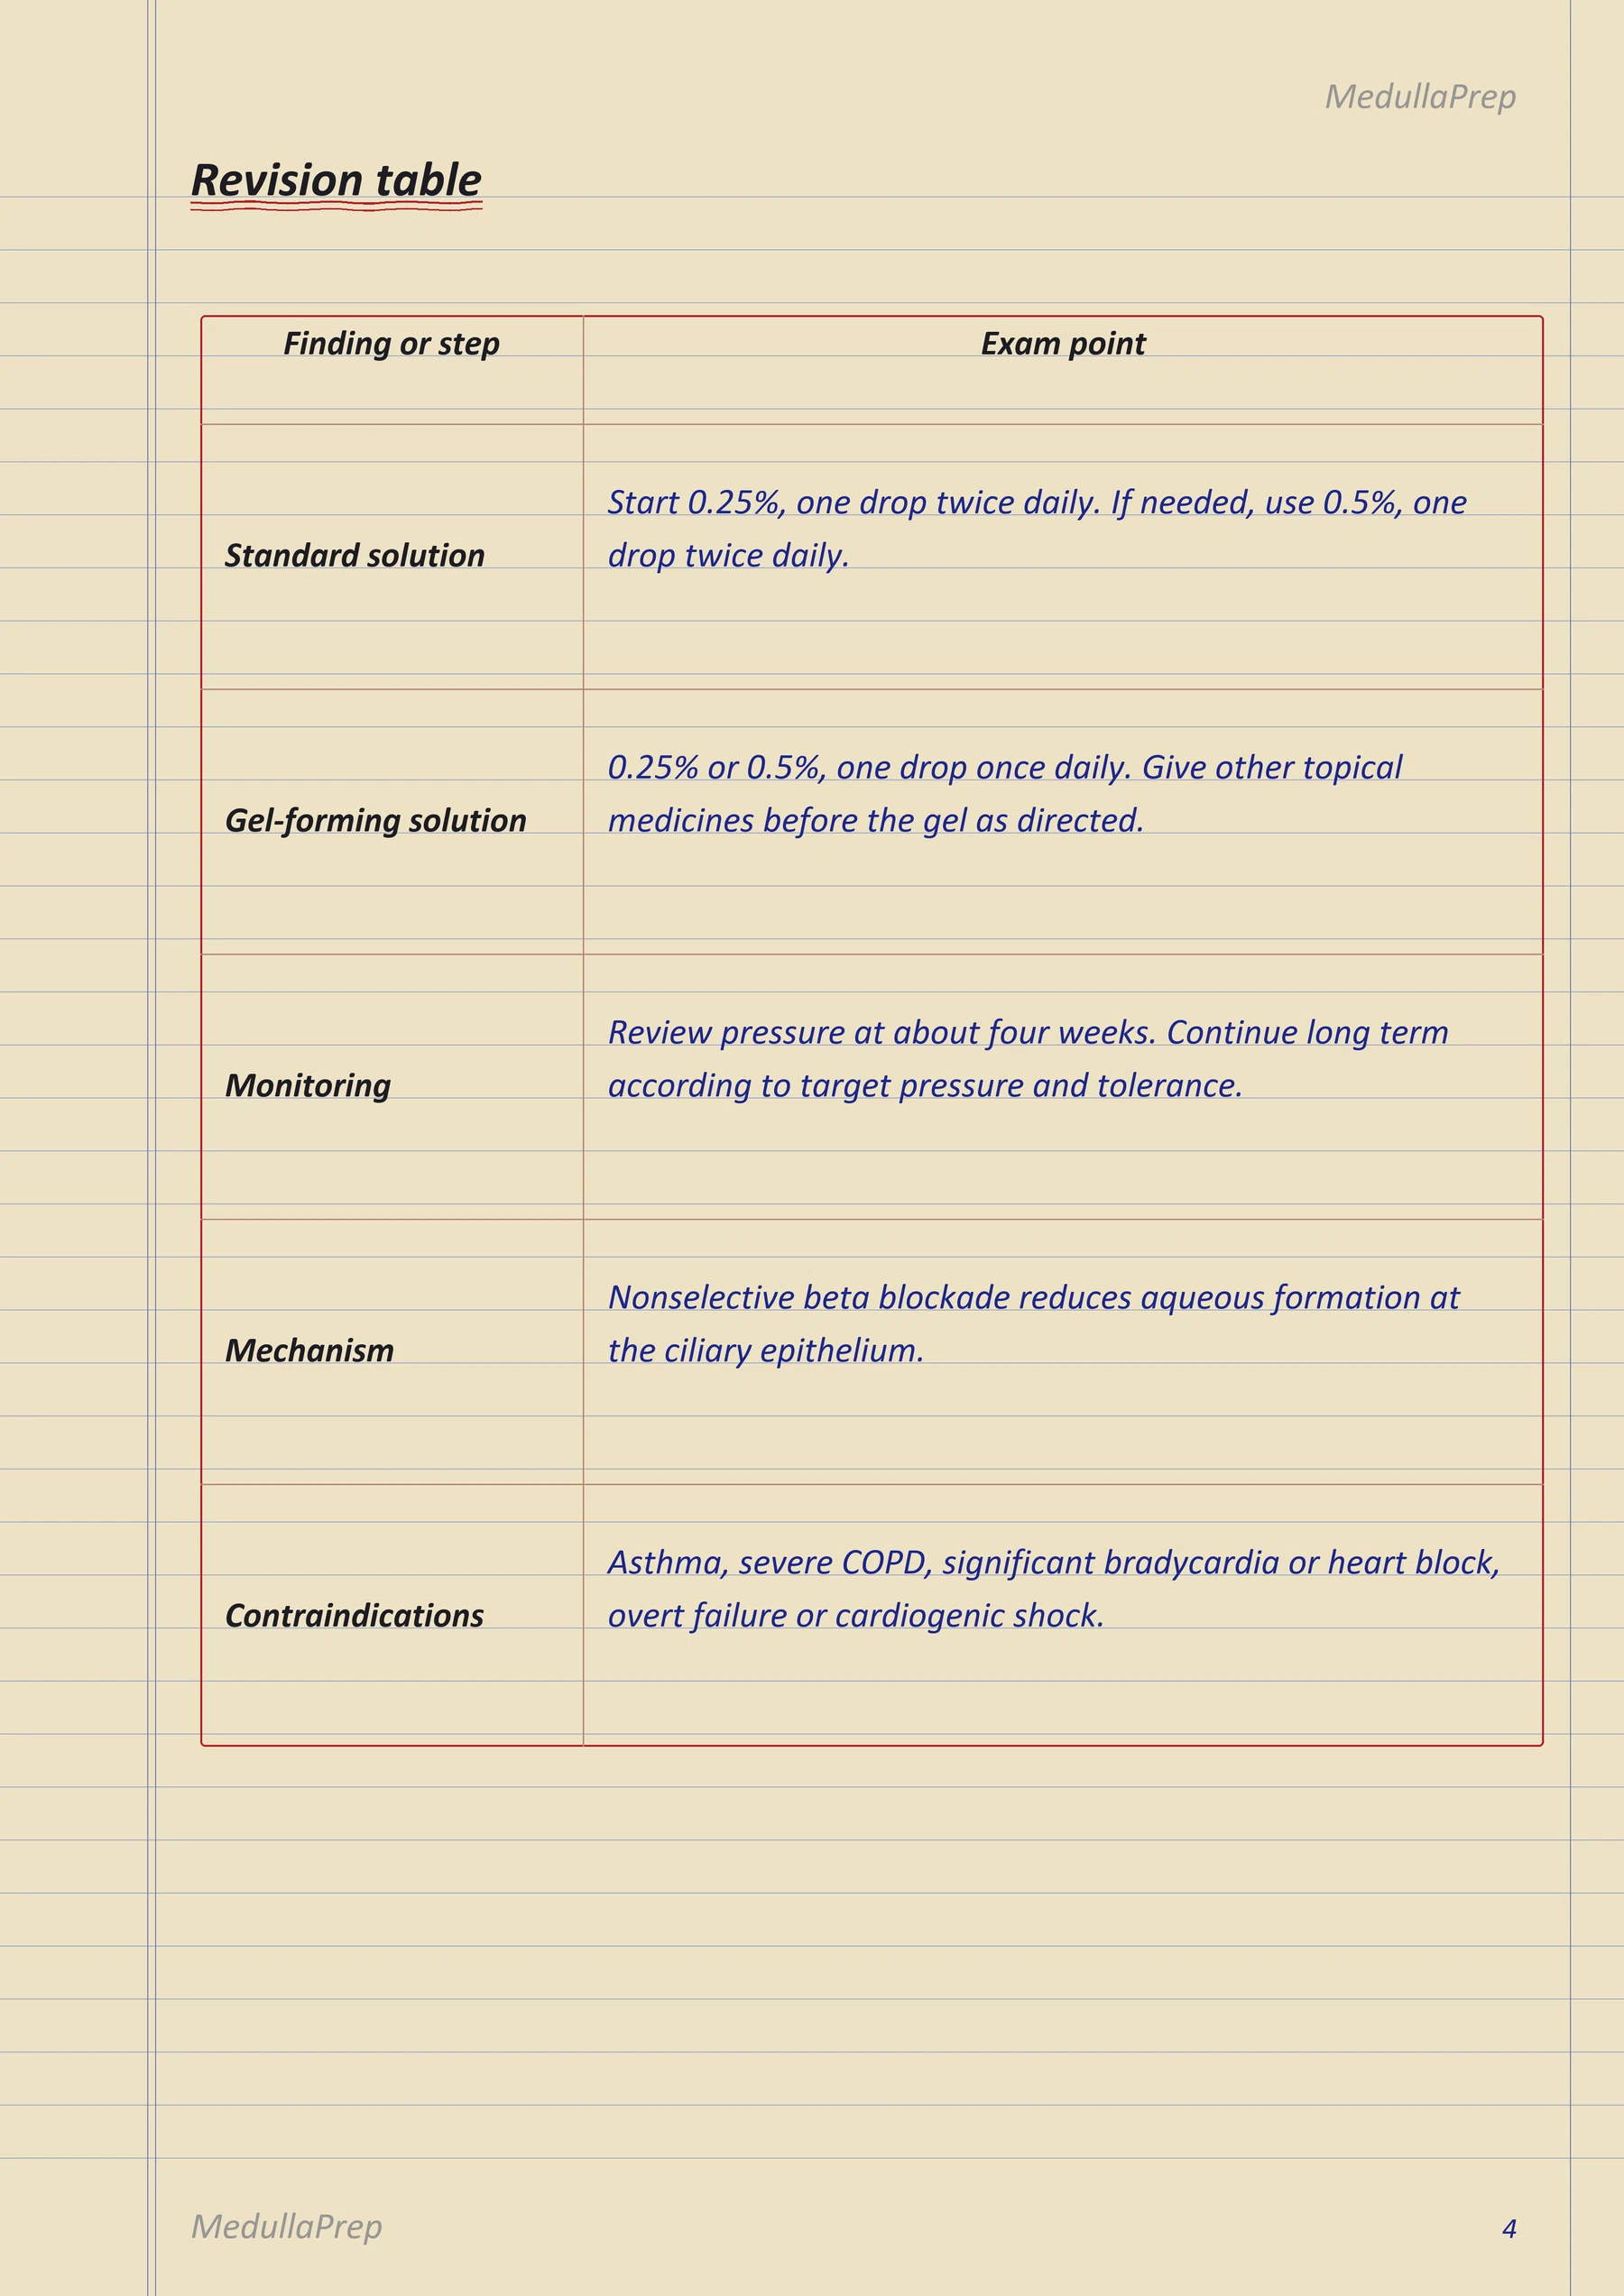 MedullaPrep
Revision table
Finding or step
Exam point
Standard solution
Start 0.25%, one drop twice daily. If needed, use 0.5%, one
drop twice daily.
Gel-forming solution
0.25% or 0.5%, one drop once daily. Give other topical
medicines before the gel as directed.
Monitoring
Review pressure at about four weeks. Continue long term
according to target pressure and tolerance.
Mechanism
Nonselective beta blockade reduces aqueous formation at
the ciliary epithelium.
Contraindications
Asthma, severe COPD, significant bradycardia or heart block,
overt failure or cardiogenic shock.
MedullaPrep
4